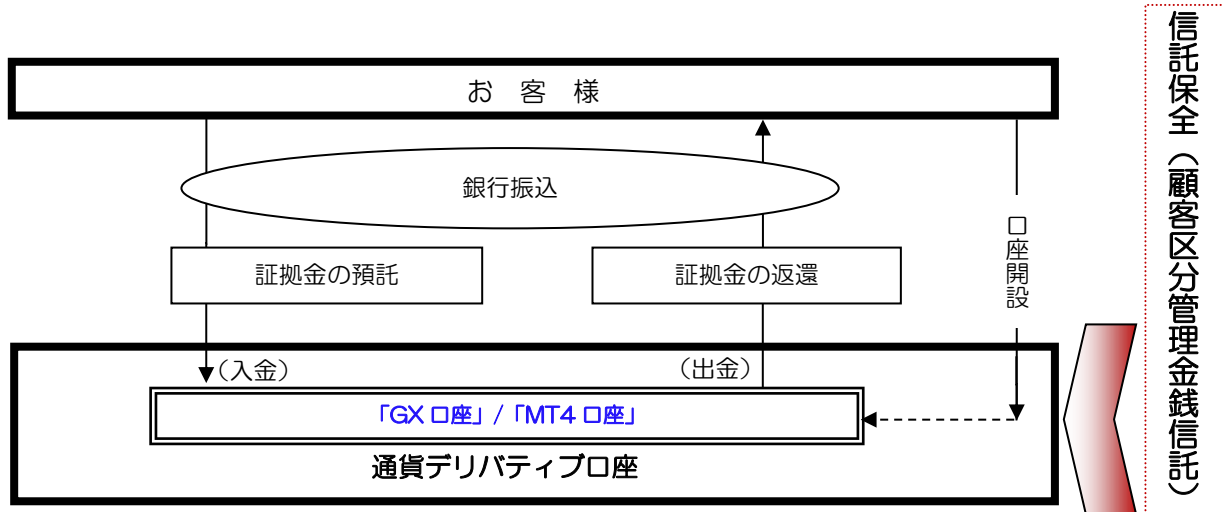 お 客 様
銀行振込
証拠金の預託
証拠金の返還
口座開設
（入金）
（出金）
「GX 口座」/「MT4 口座」
通貨デリバティブ口座
信託保全（顧客区分管理金銭信託）